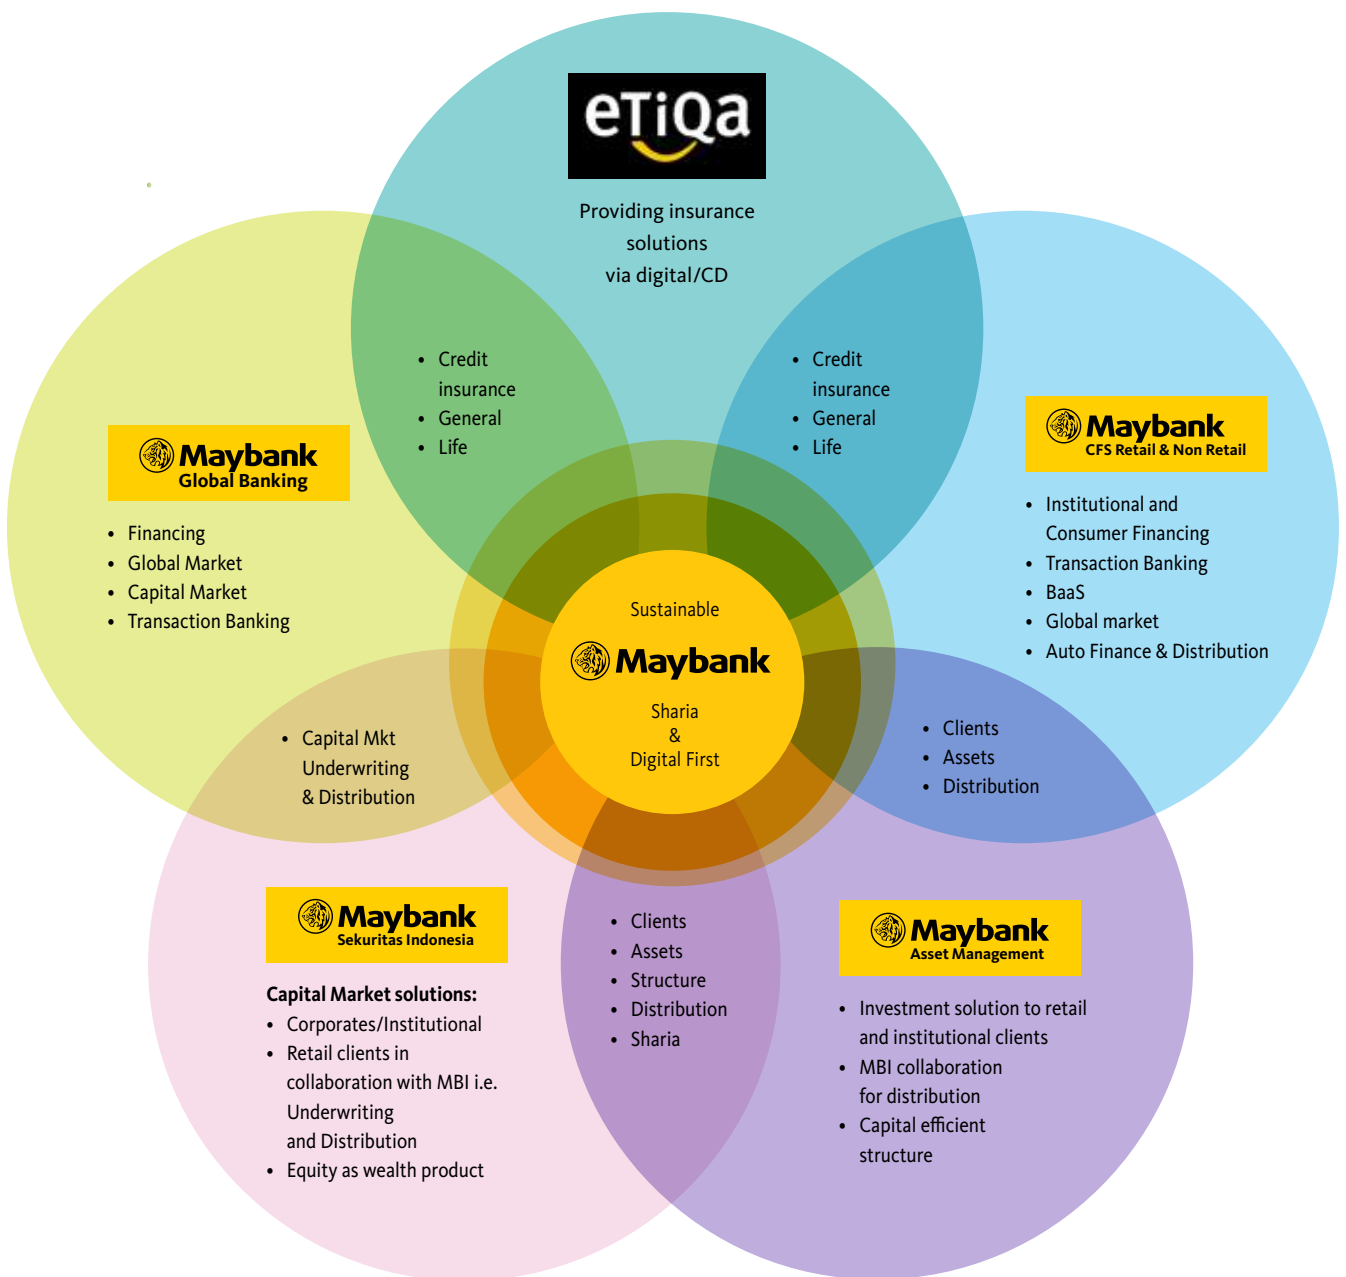 eTiQa
Providing insurance
solutions
via digital/CD
• Credit
insurance
• General
• Life
• Credit
insurance
• General
• Life
Maybank
Global Banking
• Financing
• Global Market
• Capital Market
• Transaction Banking
Maybank
CFS Retail & Non Retail
• Institutional and
Consumer Financing
• Transaction Banking
• BaaS
• Global market
• Auto Finance & Distribution
Sustainable
Maybank
Sharia
&
Digital First
• Capital Mkt
Underwriting
& Distribution
• Clients
• Assets
• Distribution
Maybank
Sekuritas Indonesia
Capital Market solutions:
• Corporates/Institutional
• Retail clients in
collaboration with MBI i.e.
Underwriting
and Distribution
• Equity as wealth product
• Clients
• Assets
• Structure
• Distribution
• Sharia
Maybank
Asset Management
• Investment solution to retail
and institutional clients
• MBI collaboration
for distribution
• Capital efficient
structure